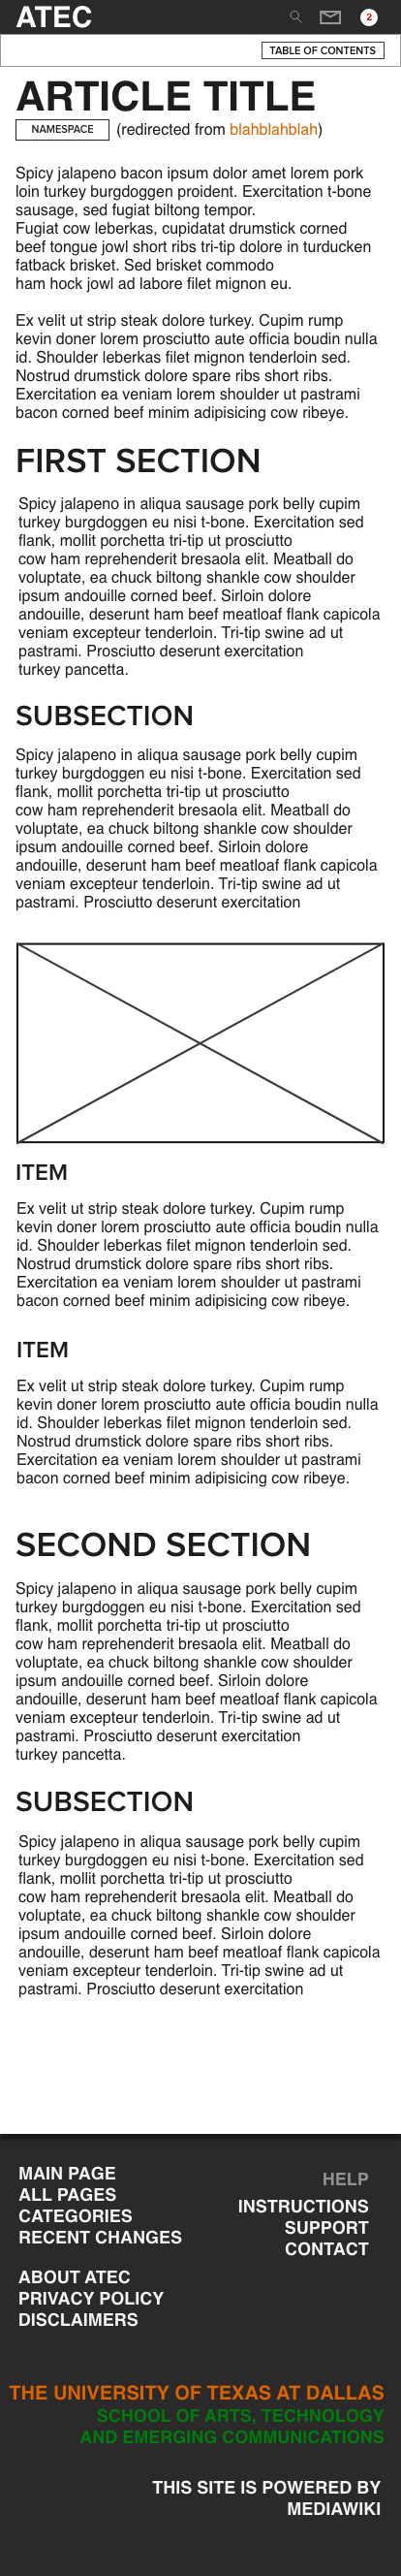 ATEC
2
TABLE OF CONTENTS
ARTICLE TITLE
NAMESPACE (redirected from blahblahblah)
Spicy jalapeno bacon ipsum dolor amet lorem pork
loin turkey burgdoggen proident. Exercitation t-bone
sausage, sed fugiat biltong tempor.
Fugiat cow leberkas, cupidatat drumstick corned
beef tongue jowl short ribs tri-tip dolore in turducken
fatback brisket. Sed brisket commodo
ham hock jowl ad labore filet mignon eu.
Ex velit ut strip steak dolore turkey. Cupim rump
kevin doner lorem prosciutto aute officia boudin nulla
id. Shoulder leberkas filet mignon tenderloin sed.
Nostrud drumstick dolore spare ribs short ribs.
Exercitation ea veniam lorem shoulder ut pastrami
bacon corned beef minim adipisicing cow ribeye.
FIRST SECTION
Spicy jalapeno in aliqua sausage pork belly cupim
turkey burgdoggen eu nisi t-bone. Exercitation sed
flank, mollit porchetta tri-tip ut prosciutto
cow ham reprehenderit bresaola elit. Meatball do
voluptate, ea chuck biltong shankle cow shoulder
ipsum andouille corned beef. Sirloin dolore
andouille, deserunt ham beef meatloaf flank capicola
veniam excepteur tenderloin. Tri-tip swine ad ut
pastrami. Prosciutto deserunt exercitation
turkey pancetta.
SUBSECTION
Spicy jalapeno in aliqua sausage pork belly cupim
turkey burgdoggen eu nisi t-bone. Exercitation sed
flank, mollit porchetta tri-tip ut prosciutto
cow ham reprehenderit bresaola elit. Meatball do
voluptate, ea chuck biltong shankle cow shoulder
ipsum andouille corned beef. Sirloin dolore
andouille, deserunt ham beef meatloaf flank capicola
veniam excepteur tenderloin. Tri-tip swine ad ut
pastrami. Prosciutto deserunt exercitation
ITEM
Ex velit ut strip steak dolore turkey. Cupim rump
kevin doner lorem prosciutto aute officia boudin nulla
id. Shoulder leberkas filet mignon tenderloin sed.
Nostrud drumstick dolore spare ribs short ribs.
Exercitation ea veniam lorem shoulder ut pastrami
bacon corned beef minim adipisicing cow ribeye.
ITEM
Ex velit ut strip steak dolore turkey. Cupim rump
kevin doner lorem prosciutto aute officia boudin nulla
id. Shoulder leberkas filet mignon tenderloin sed.
Nostrud drumstick dolore spare ribs short ribs.
Exercitation ea veniam lorem shoulder ut pastrami
bacon corned beef minim adipisicing cow ribeye.
SECOND SECTION
Spicy jalapeno in aliqua sausage pork belly cupim
turkey burgdoggen eu nisi t-bone. Exercitation sed
flank, mollit porchetta tri-tip ut prosciutto
cow ham reprehenderit bresaola elit. Meatball do
voluptate, ea chuck biltong shankle cow shoulder
ipsum andouille corned beef. Sirloin dolore
andouille, deserunt ham beef meatloaf flank capicola
veniam excepteur tenderloin. Tri-tip swine ad ut
pastrami. Prosciutto deserunt exercitation
turkey pancetta.
SUBSECTION
Spicy jalapeno in aliqua sausage pork belly cupim
turkey burgdoggen eu nisi t-bone. Exercitation sed
flank, mollit porchetta tri-tip ut prosciutto
cow ham reprehenderit bresaola elit. Meatball do
voluptate, ea chuck biltong shankle cow shoulder
ipsum andouille corned beef. Sirloin dolore
andouille, deserunt ham beef meatloaf flank capicola
veniam excepteur tenderloin. Tri-tip swine ad ut
pastrami. Prosciutto deserunt exercitation
MAIN PAGE
ALL PAGES
CATEGORIES
RECENT CHANGES
ABOUT ATEC
PRIVACY POLICY
DISCLAIMERS
HELP
INSTRUCTIONS
SUPPORT
CONTACT
THE UNIVERSITY OF TEXAS AT DALLAS
SCHOOL OF ARTS, TECHNOLOGY
AND EMERGING COMMUNICATIONS
THIS SITE IS POWERED BY
MEDIAWIKI